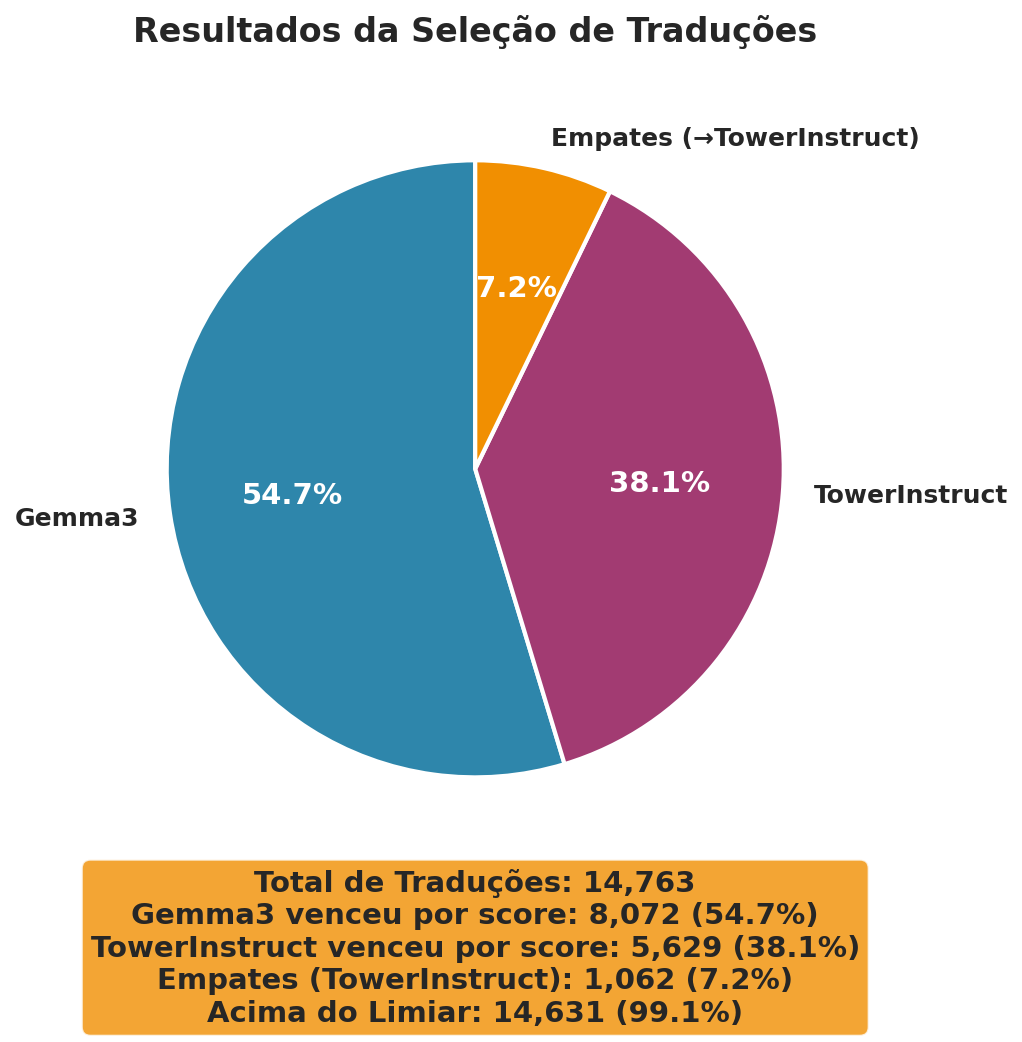 Resultados da Seleção de Traduções
Empates (→TowerInstruct)
7.2%
38.1%
54.7%
TowerInstruct
Gemma3
Total de Traduções: 14,763
Gemma3 venceu por score: 8,072 (54.7%)
TowerInstruct venceu por score: 5,629 (38.1%)
Empates (TowerInstruct): 1,062 (7.2%)
Acima do Limiar: 14,631 (99.1%)